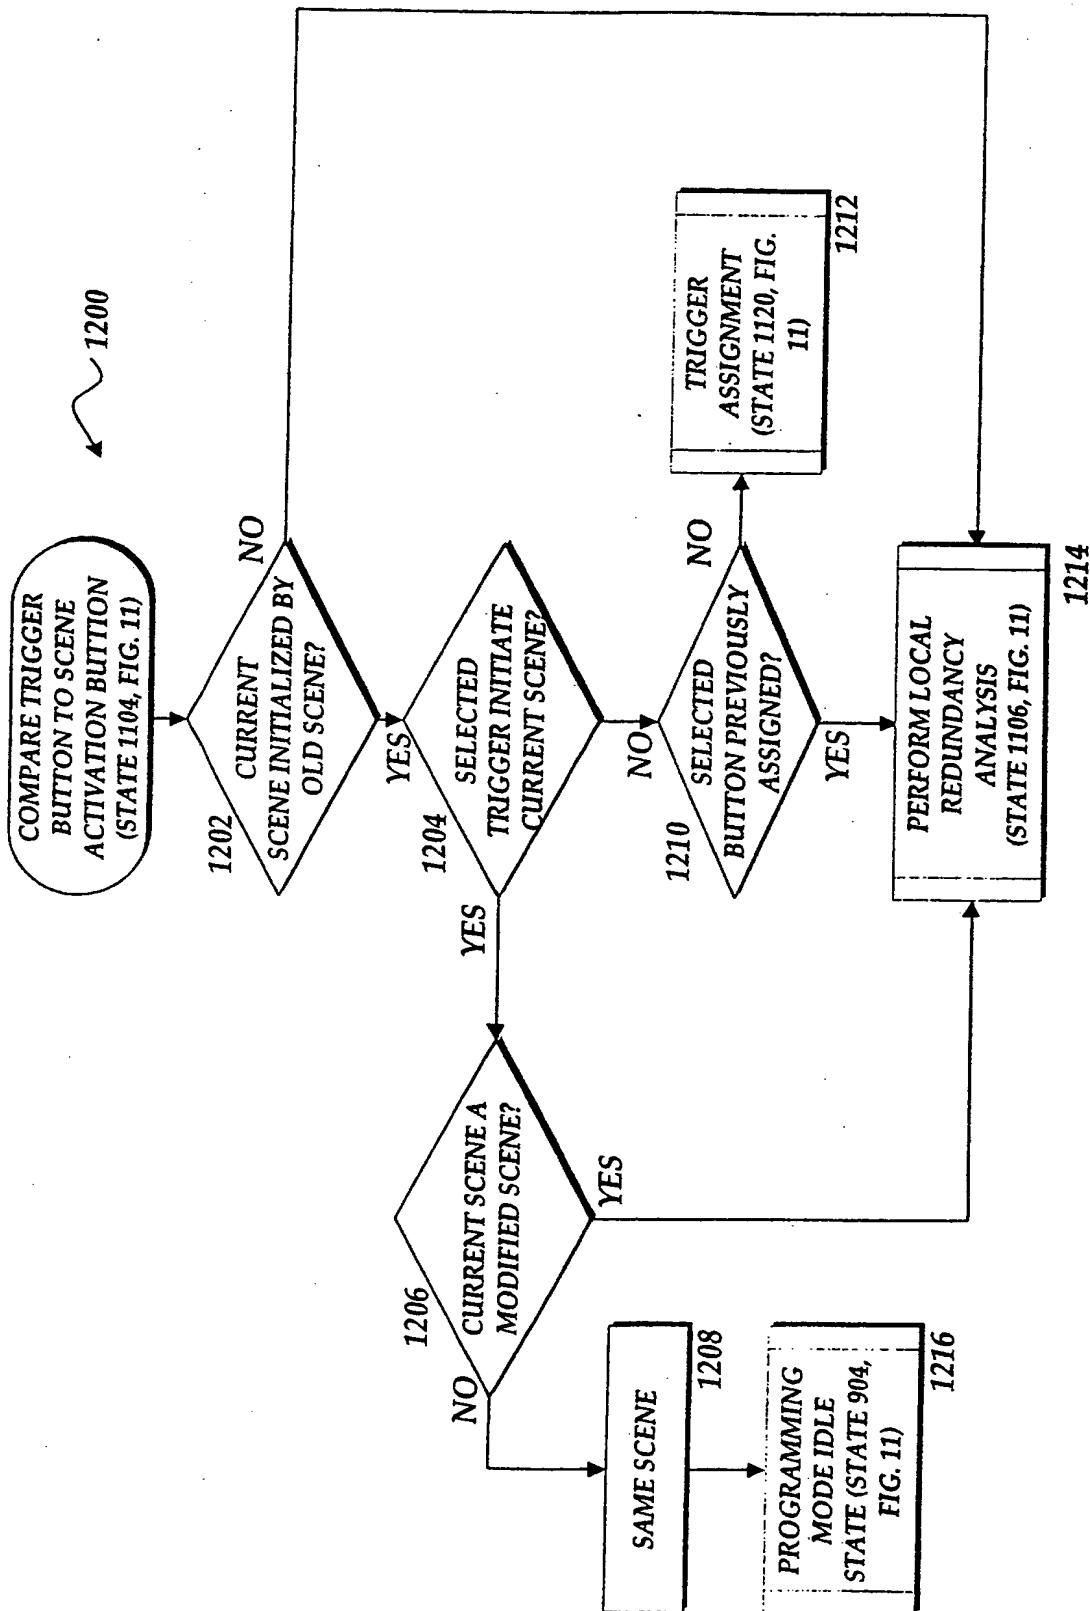 1200
COMPARE TRIGGER
BUTTON TO SCENE
ACTIVATION BUTTION
(STATE 1104, FIG. 11)
1202
CURRENT
SCENE INITIALIZED BY
OLD SCENE?
NO
YES
1204
SELECTED
TRIGGER INITIATE
CURRENT SCENE?
YES
NO
1206
CURRENT SCENE A
MODIFIED SCENE?
NO
YES
SAME SCENE
1208
PROGRAMMING
MODE IDLE
STATE (STATE 904,
FIG. 11)
1216
1210
SELECTED
BUTTON PREVIOUSLY
ASSIGNED?
NO
YES
TRIGGER
ASSIGNMENT
(STATE 1120, FIG.
11)
1212
PERFORM LOCAL
REDUNDANCY
ANALYSIS
(STATE 1106, FIG. 11)
1214